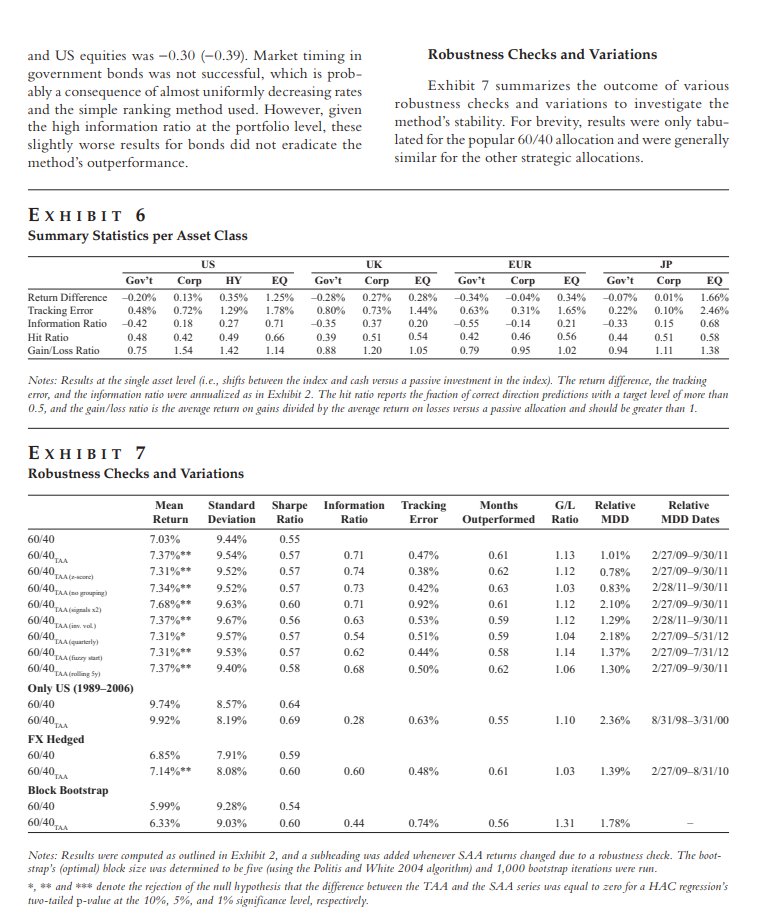 and US equities was −0.30 (−0.39). Market timing in
government bonds was not successful, which is prob-
ably a consequence of almost uniformly decreasing rates
and the simple ranking method used. However, given
the high information ratio at the portfolio level, these
slightly worse results for bonds did not eradicate the
method's outperformance.
Robustness Checks and Variations
Exhibit 7 summarizes the outcome of various
robustness checks and variations to investigate the
method's stability. For brevity, results were only tabu-
lated for the popular 60/40 allocation and were generally
similar for the other strategic allocations.
EXHIBIT 6
Summary Statistics per Asset Class
US UK EUR JP
Gov't Corp HY EQ Gov't Corp EQ Gov't Corp EQ Gov't Corp EQ
Return Difference −0.20% 0.13% 0.35% 1.25% −0.28% 0.27% 0.28% −0.34% −0.04% 0.34% −0.07% 0.01% 1.66%
Tracking Error 0.48% 0.72% 1.29% 1.78% 0.80% 0.73% 1.44% 0.63% 0.31% 1.65% 0.22% 0.10% 2.46%
Information Ratio −0.42 0.18 0.27 0.71 −0.35 0.37 0.20 −0.55 −0.14 0.21 −0.33 0.15 0.68
Hit Ratio 0.48 0.42 0.49 0.66 0.39 0.51 0.54 0.42 0.46 0.56 0.44 0.51 0.58
Gain/Loss Ratio 0.75 1.54 1.42 1.14 0.88 1.20 1.05 0.79 0.95 1.02 0.94 1.11 1.38
Notes: Results at the single asset level (i.e., shifts between the index and cash versus a passive investment in the index). The return difference, the tracking
error, and the information ratio were annualized as in Exhibit 2. The hit ratio reports the fraction of correct direction predictions with a target level of more than
0.5, and the gain/loss ratio is the average return on gains divided by the average return on losses versus a passive allocation and should be greater than 1.
EXHIBIT 7
Robustness Checks and Variations
Mean Standard Sharpe Information Tracking Months G/L Relative Relative
Return Deviation Ratio Ratio Error Outperformed Ratio MDD MDD Dates
60/40 7.03% 9.44% 0.55
60/40TAA 7.37%** 9.54% 0.57 0.71 0.47% 0.61 1.13 1.01% 2/27/09–9/30/11
60/40TAA (z-score) 7.31%** 9.52% 0.57 0.74 0.38% 0.62 1.12 0.78% 2/27/09–9/30/11
60/40TAA (no grouping) 7.34%** 9.52% 0.57 0.73 0.42% 0.63 1.03 0.83% 2/28/11–9/30/11
60/40TAA (signals x2) 7.68%** 9.63% 0.60 0.71 0.92% 0.61 1.12 2.10% 2/27/09–9/30/11
60/40TAA (inv. vol.) 7.37%** 9.67% 0.56 0.63 0.53% 0.59 1.12 1.29% 2/28/11–9/30/11
60/40TAA (quarterly) 7.31%* 9.57% 0.57 0.54 0.51% 0.59 1.04 2.18% 2/27/09–5/31/12
60/40TAA (fuzzy start) 7.31%** 9.53% 0.57 0.62 0.44% 0.58 1.14 1.37% 2/27/09–7/31/12
60/40TAA (rolling 5y) 7.37%** 9.40% 0.58 0.68 0.50% 0.62 1.06 1.30% 2/27/09–9/30/11
Only US (1989–2006)
60/40 9.74% 8.57% 0.64
60/40TAA 9.92% 8.19% 0.69 0.28 0.63% 0.55 1.10 2.36% 8/31/98–3/31/00
FX Hedged
60/40 6.85% 7.91% 0.59
60/40TAA 7.14%** 8.08% 0.60 0.60 0.48% 0.61 1.03 1.39% 2/27/09–8/31/10
Block Bootstrap
60/40 5.99% 9.28% 0.54
60/40TAA 6.33% 9.03% 0.60 0.44 0.74% 0.56 1.31 1.78% –
Notes: Results were computed as outlined in Exhibit 2, and a subheading was added whenever SAA returns changed due to a robustness check. The boot-
strap's (optimal) block size was determined to be five (using the Politis and White 2004 algorithm) and 1,000 bootstrap iterations were run.
*, ** and *** denote the rejection of the null hypothesis that the difference between the TAA and the SAA series was equal to zero for a HAC regression's
two-tailed p-value at the 10%, 5%, and 1% significance level, respectively.